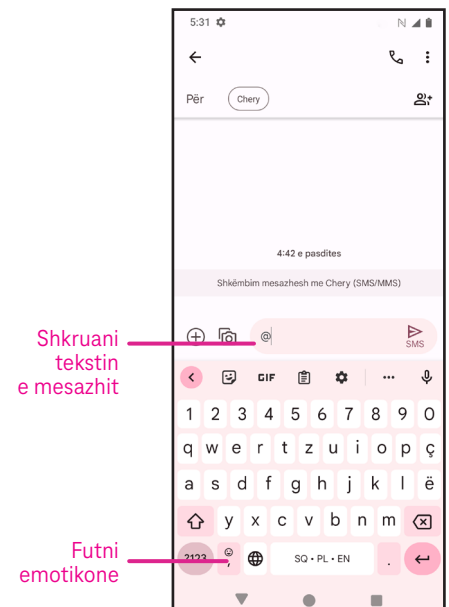 5:31
Për
Chery
4:42 e pasdites
Shkëmbim mesazhesh me Chery (SMS/MMS)
Shkruani
tekstin
e mesazhit
@
SMS
GIF
1 2 3 4 5 6 7 8 9 0
q w e r t z u i o p ç
a s d f g h j k l ë
y x c v b n m
Futni
emotikone
?123 , SQ • PL • EN .